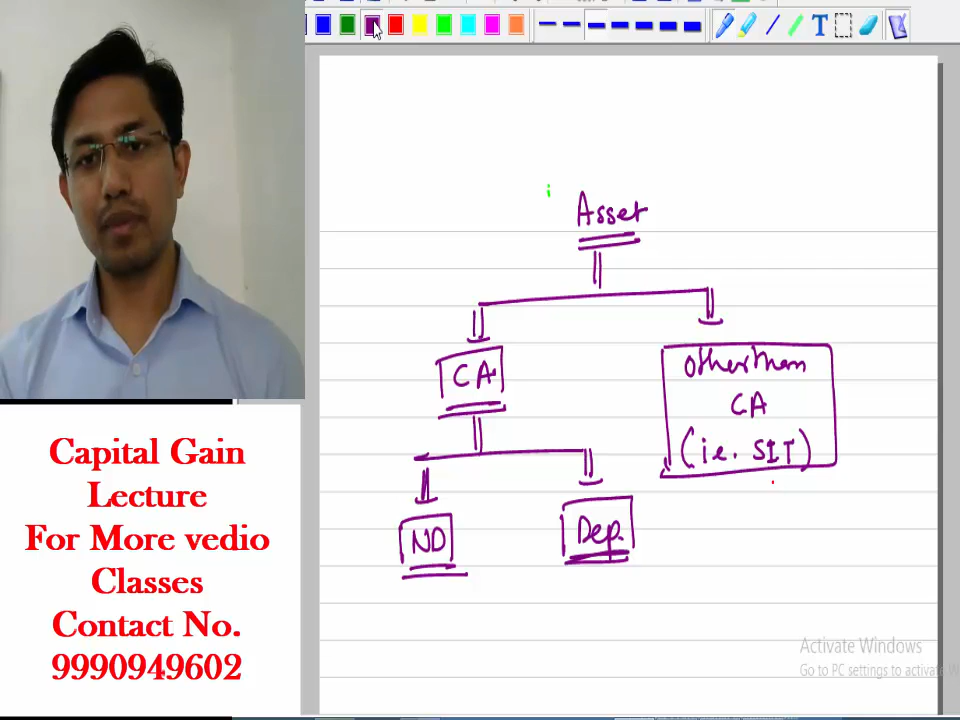 T
Asset
CA
Other than
CA
(i.e. SIT)
ND
Dep.
Capital Gain
Lecture
For More vedio
Classes
Contact No.
9990949602
Activate Windows
Go to PC settings to activate W